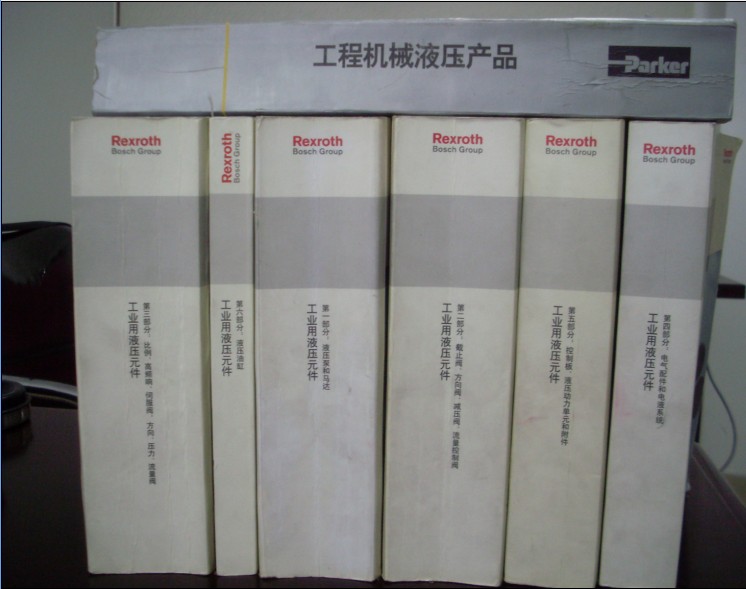 工程机械液压产品
Parker
Rexroth
Bosch Group
工业用液压元件
第三部分：比例、高频响、伺服阀，方向、压力、流量阀
Rexroth
Bosch Group
工业用液压元件
第六部分：液压油缸
Rexroth
Bosch Group
工业用液压元件
第一部分：液压泵和马达
Rexroth
Bosch Group
工业用液压元件
第二部分：截止阀、方向阀、减压阀、流量控制阀
Rexroth
Bosch Group
工业用液压元件
第五部分：控制板、液压动力单元和附件
Rexroth
Bosch Group
工业用液压元件
第四部分：电气配件和电控系统